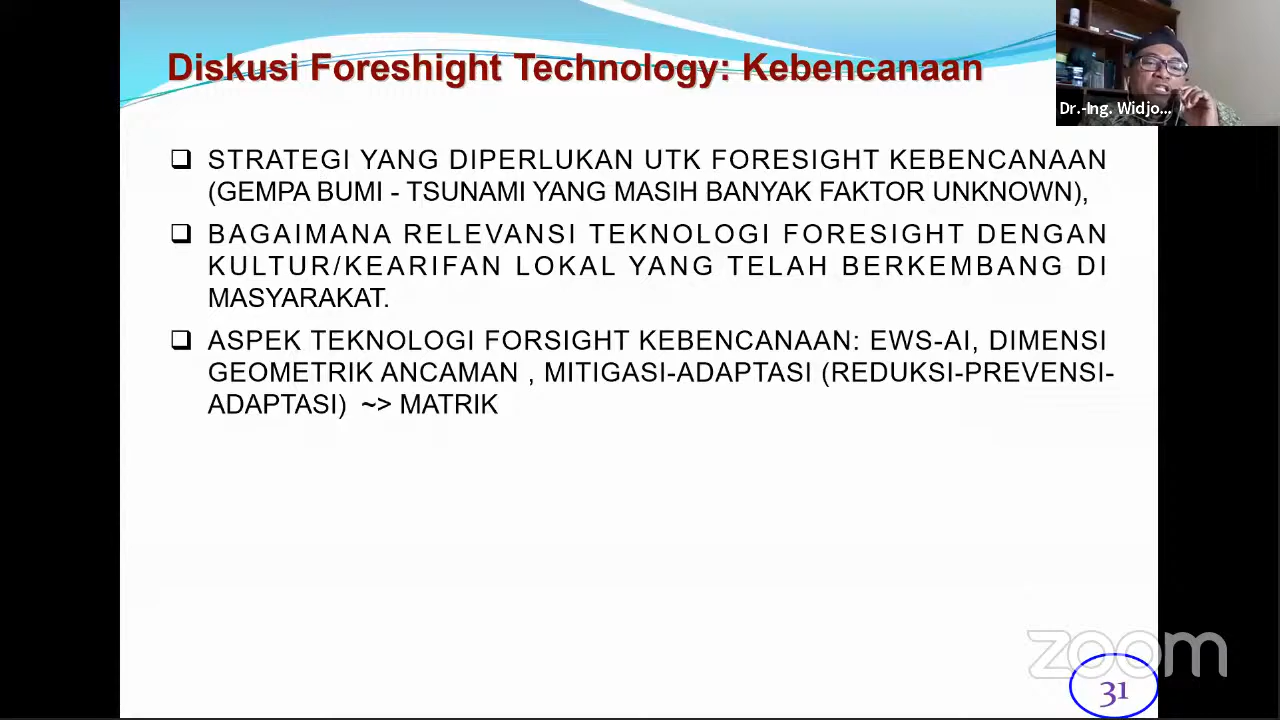 Diskusi Foreshight Technology: Kebencanaan
Dr.-Ing. Widjo...
❑ STRATEGI YANG DIPERLUKAN UTK FORESIGHT KEBENCANAAN
(GEMPA BUMI - TSUNAMI YANG MASIH BANYAK FAKTOR UNKNOWN),
❑ BAGAIMANA RELEVANSI TEKNOLOGI FORESIGHT DENGAN
KULTUR/KEARIFAN LOKAL YANG TELAH BERKEMBANG DI
MASYARAKAT.
❑ ASPEK TEKNOLOGI FORSIGHT KEBENCANAAN: EWS-AI, DIMENSI
GEOMETRIK ANCAMAN , MITIGASI-ADAPTASI (REDUKSI-PREVENSI-
ADAPTASI) ~> MATRIK
zoom
31